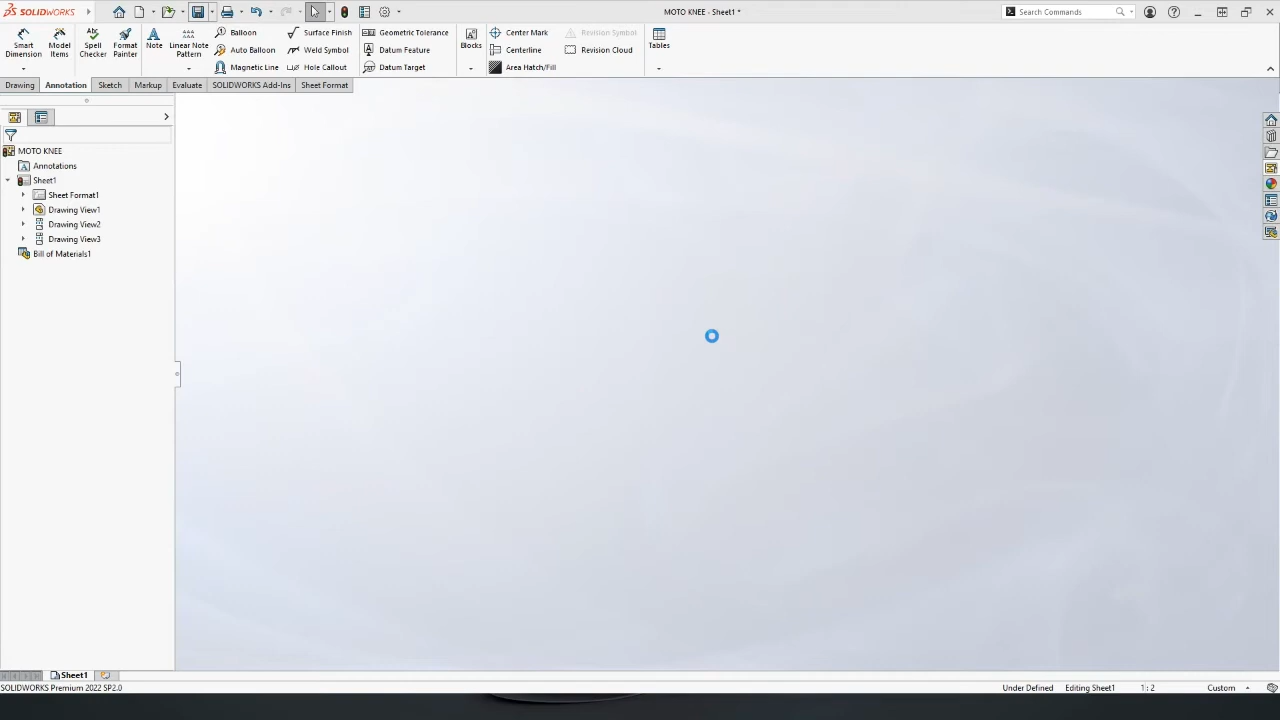 SOLIDWORKS
MOTO KNEE - Sheet1 *
Search Commands
Smart Dimension
Model Items
Spell Checker
Format Painter
Note
Linear Note Pattern
Balloon
Auto Balloon
Magnetic Line
Surface Finish
Weld Symbol
Hole Callout
Geometric Tolerance
Datum Feature
Datum Target
Blocks
Center Mark
Centerline
Area Hatch/Fill
Revision Symbol
Revision Cloud
Tables
Drawing
Annotation
Sketch
Markup
Evaluate
SOLIDWORKS Add-Ins
Sheet Format
MOTO KNEE
Annotations
Sheet1
Sheet Format1
Drawing View1
Drawing View2
Drawing View3
Bill of Materials1
Sheet1
SOLIDWORKS Premium 2022 SP2.0
Under Defined
Editing Sheet1
1:2
Custom